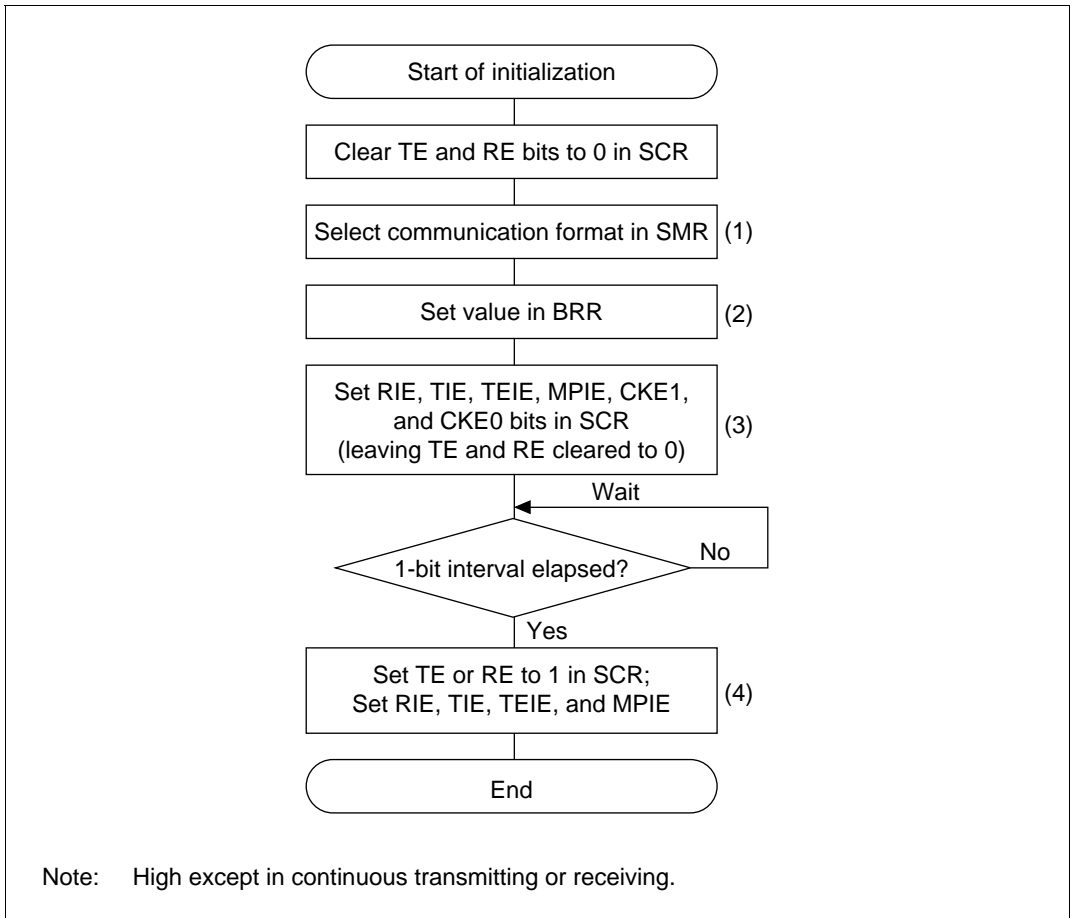 Start of initialization
Clear TE and RE bits to 0 in SCR
Select communication format in SMR
(1)
Set value in BRR
(2)
Set RIE, TIE, TEIE, MPIE, CKE1,
and CKE0 bits in SCR
(leaving TE and RE cleared to 0)
(3)
Wait
1-bit interval elapsed?
No
Yes
Set TE or RE to 1 in SCR;
Set RIE, TIE, TEIE, and MPIE
(4)
End
Note: High except in continuous transmitting or receiving.